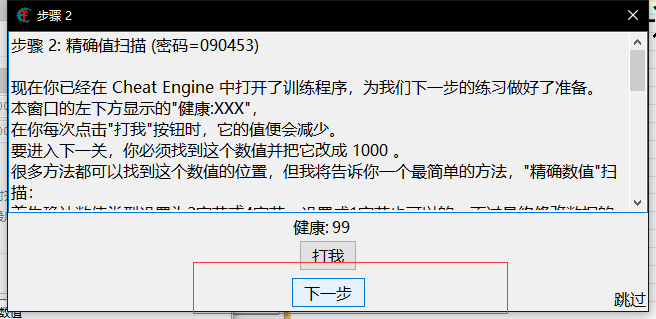 步骤 2
步骤 2: 精确值扫描 (密码=090453)
现在你已经在 Cheat Engine 中打开了训练程序，为我们下一步的练习做好了准备。
本窗口的左下方显示的"健康:XXX",
在你每次点击"打我"按钮时，它的值便会减少。
要进入下一关，你必须找到这个数值并把它改成 1000 。
很多方法都可以找到这个数值的位置，但我将告诉你一个最简单的方法，"精确数值"扫
描:
健康: 99
打我
下一步
跳过
数值